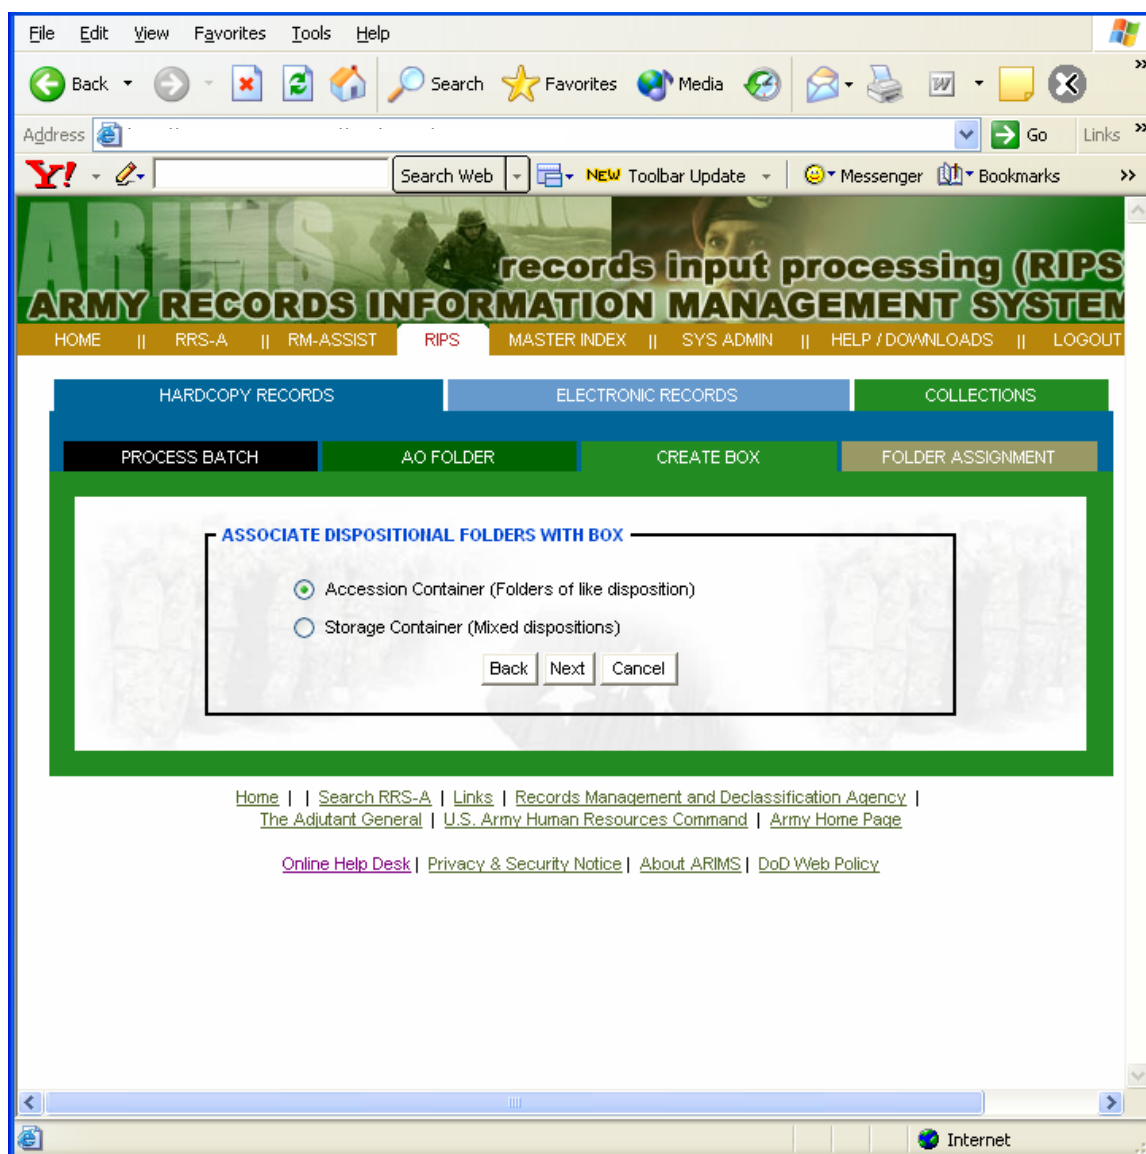 File Edit View Favorites Tools Help
Back Search Favorites Media
Address Go Links »
Y! Search Web NEW Toolbar Update Messenger Bookmarks »
ARIMS
records input processing (RIPS
ARMY RECORDS INFORMATION MANAGEMENT SYSTEM
HOME || RRS-A || RM-ASSIST RIPS MASTER INDEX || SYS ADMIN || HELP / DOWNLOADS || LOGOUT
HARDCOPY RECORDS ELECTRONIC RECORDS COLLECTIONS
PROCESS BATCH AO FOLDER CREATE BOX FOLDER ASSIGNMENT
ASSOCIATE DISPOSITIONAL FOLDERS WITH BOX
Accession Container (Folders of like disposition)
Storage Container (Mixed dispositions)
Back Next Cancel
Home | | Search RRS-A | Links | Records Management and Declassification Agency |
The Adjutant General | U.S. Army Human Resources Command | Army Home Page
Online Help Desk | Privacy & Security Notice | About ARIMS | DoD Web Policy
Internet